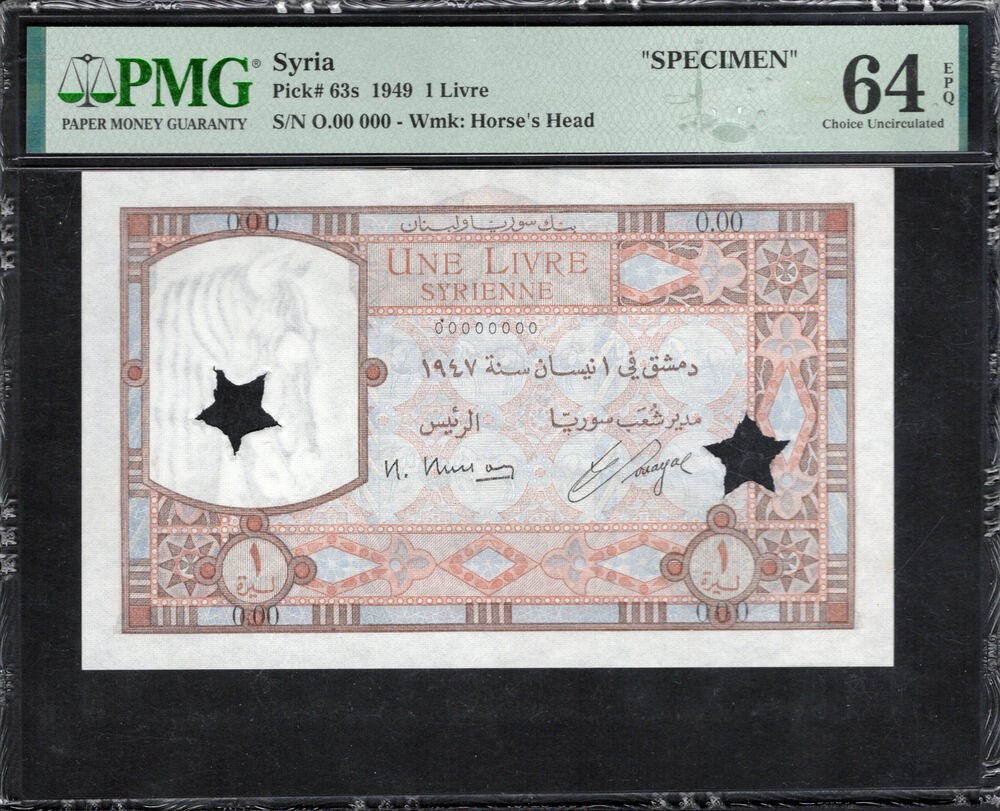 PMG®
PAPER MONEY GUARANTY
Syria
Pick# 63s 1949 1 Livre
S/N O.00 000 - Wmk: Horse's Head
"SPECIMEN"
64
EPQ
Choice Uncirculated
0.00
بنك سوريا ولبنان
0.00
UNE LIVRE
SYRIENNE
00000000
دمشق في ١ نيسان سنة ١٩٤٧
مدير شُعَب سوريّا
الرئيس
١
ليرة
١
ليرة
0.00
0.00